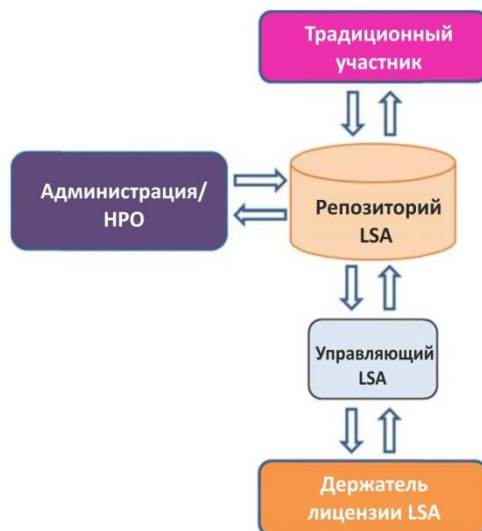 Традиционный
участник
Администрация/
НРО
Репозиторий
LSA
Управляющий
LSA
Держатель
лицензии LSA